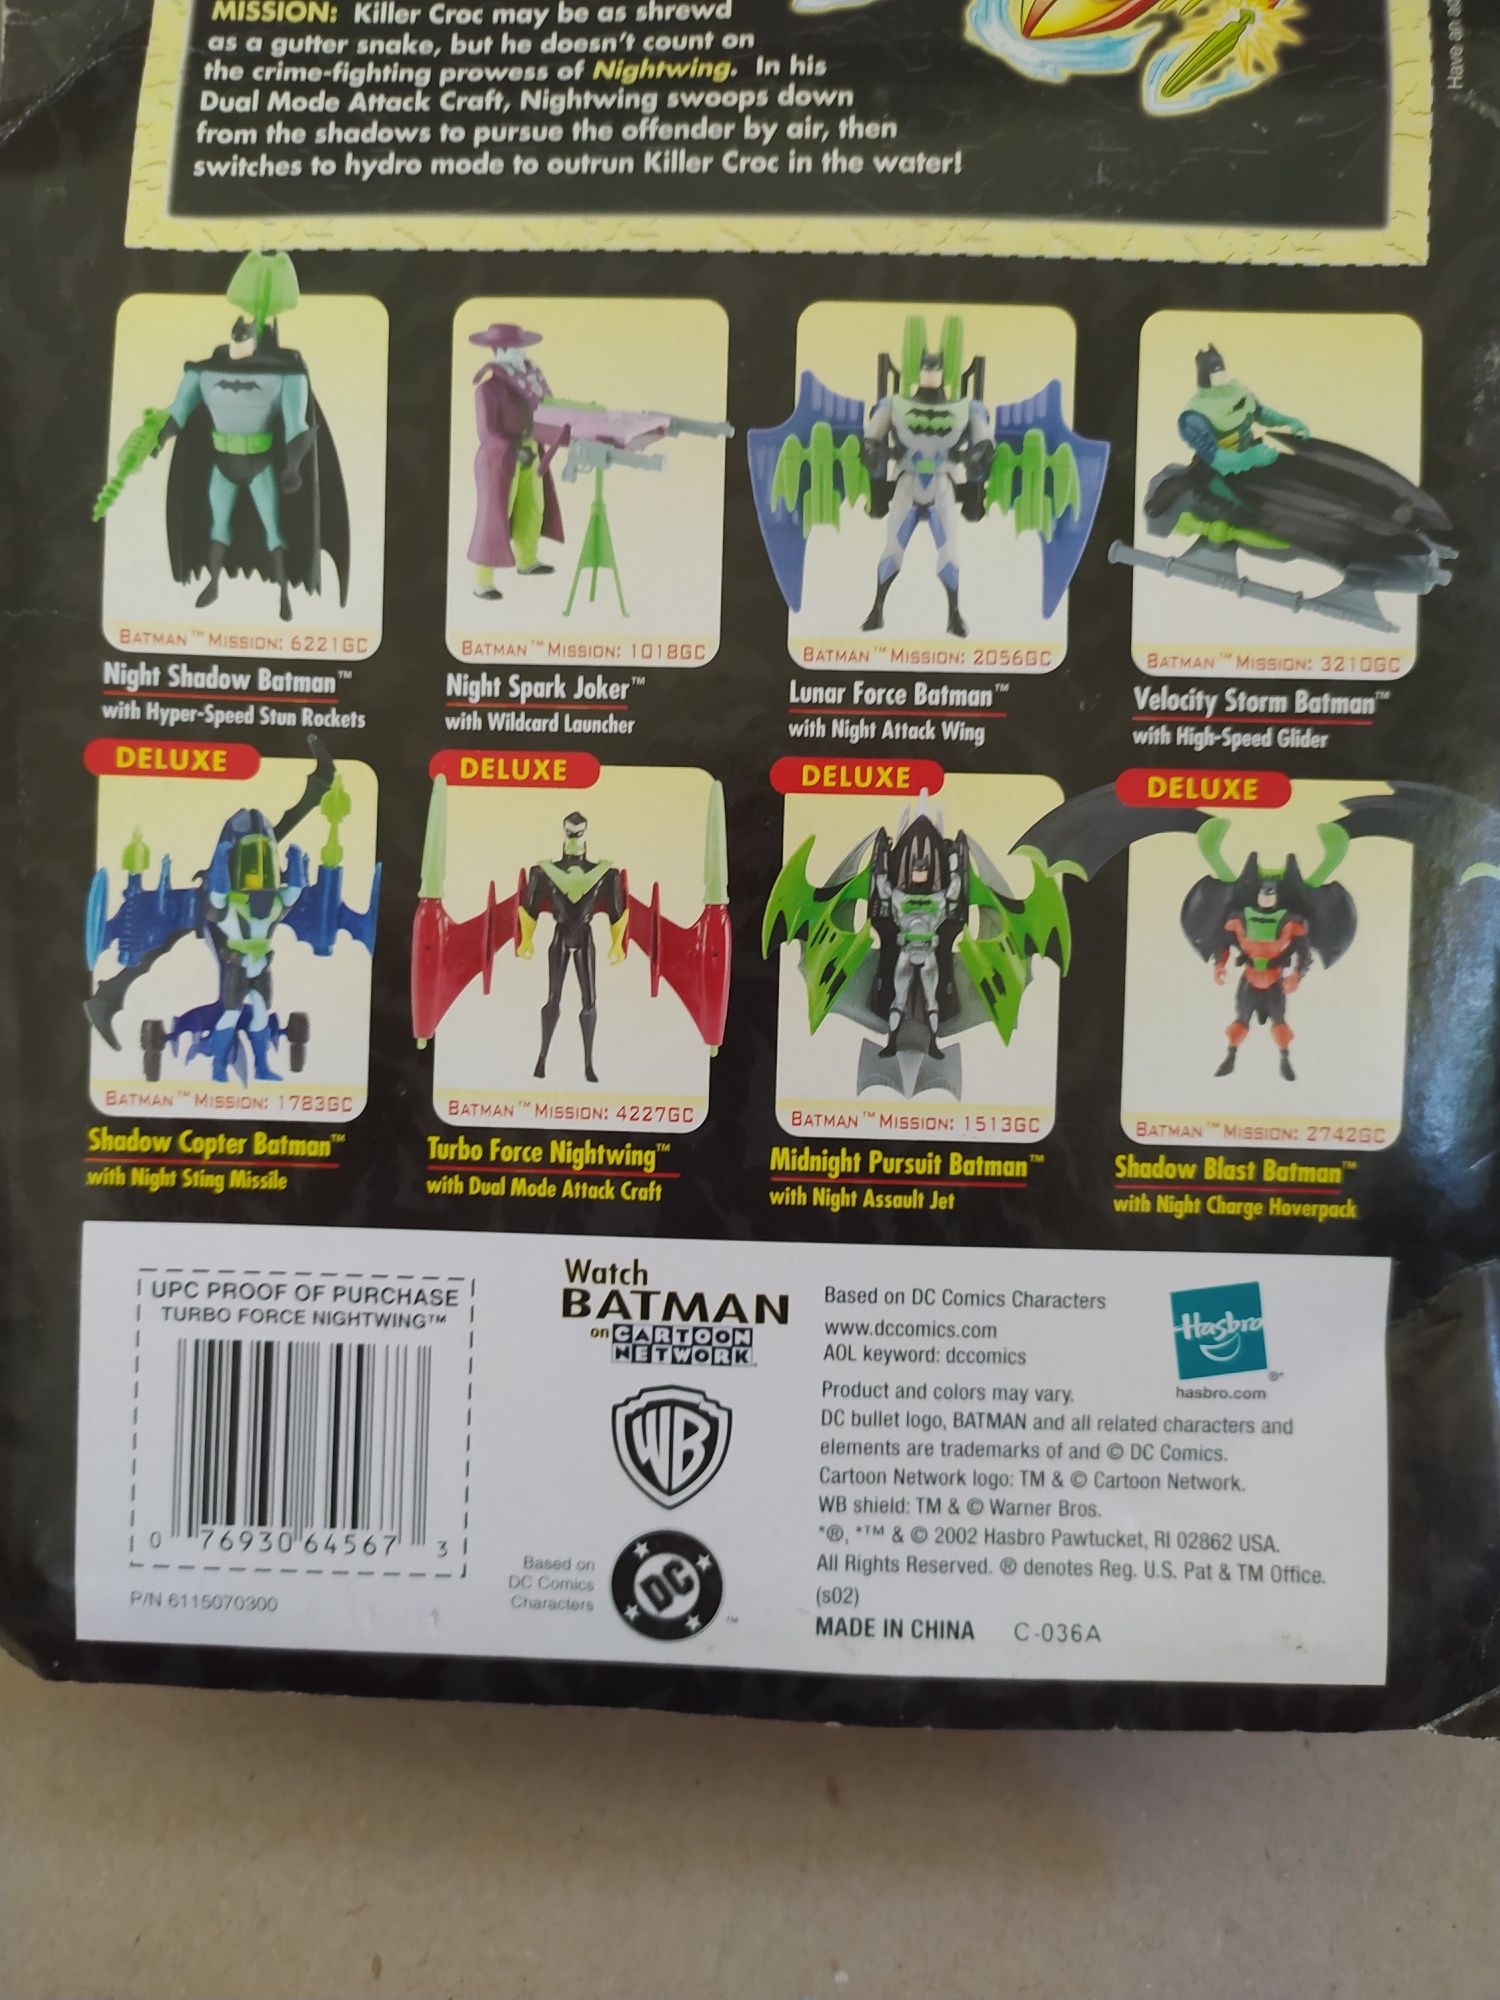 MISSION: Killer Croc may be as shrewd
as a gutter snake, but he doesn't count on
the crime-fighting prowess of Nightwing. In his
Dual Mode Attack Craft, Nightwing swoops down
from the shadows to pursue the offender by air, then
switches to hydro mode to outrun Killer Croc in the water!
Have an
BATMAN™ MISSION: 6221GC
Night Shadow Batman™
with Hyper-Speed Stun Rockets
BATMAN™ MISSION: 1018GC
Night Spark Joker™
with Wildcard Launcher
BATMAN™ MISSION: 2056GC
Lunar Force Batman™
with Night Attack Wing
BATMAN™ MISSION: 3210GC
Velocity Storm Batman™
with High-Speed Glider
DELUXE
BATMAN™ MISSION: 1783GC
Shadow Copter Batman™
with Night Sting Missile
DELUXE
BATMAN™ MISSION: 4227GC
Turbo Force Nightwing™
with Dual Mode Attack Craft
DELUXE
BATMAN™ MISSION: 1513GC
Midnight Pursuit Batman™
with Night Assault Jet
DELUXE
BATMAN™ MISSION: 2742GC
Shadow Blast Batman™
with Night Charge Hoverpack
UPC PROOF OF PURCHASE
TURBO FORCE NIGHTWING™
0 76930 64567 3
P/N 6115070300
Watch
BATMAN
on CARTOON
NETWORK.
WB
Based on
DC Comics
Characters
DC
™
Based on DC Comics Characters
www.dccomics.com
AOL keyword: dccomics
Hasbro
®*
hasbro.com
Product and colors may vary.
DC bullet logo, BATMAN and all related characters and
elements are trademarks of and © DC Comics.
Cartoon Network logo: TM & © Cartoon Network.
WB shield: TM & © Warner Bros.
*®, *™ & © 2002 Hasbro Pawtucket, RI 02862 USA.
All Rights Reserved. ® denotes Reg. U.S. Pat & TM Office.
(s02)
MADE IN CHINA C-036A